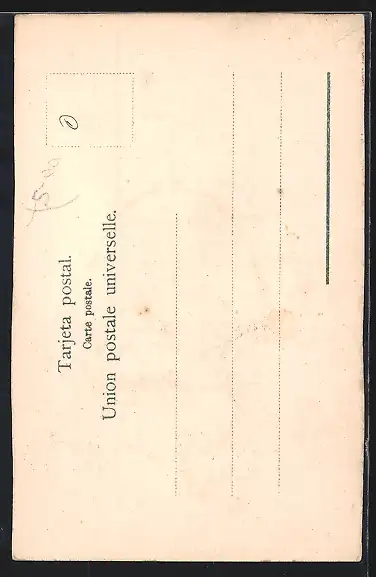 Tarjeta postal.
Carte postale.
Union postale universelle.